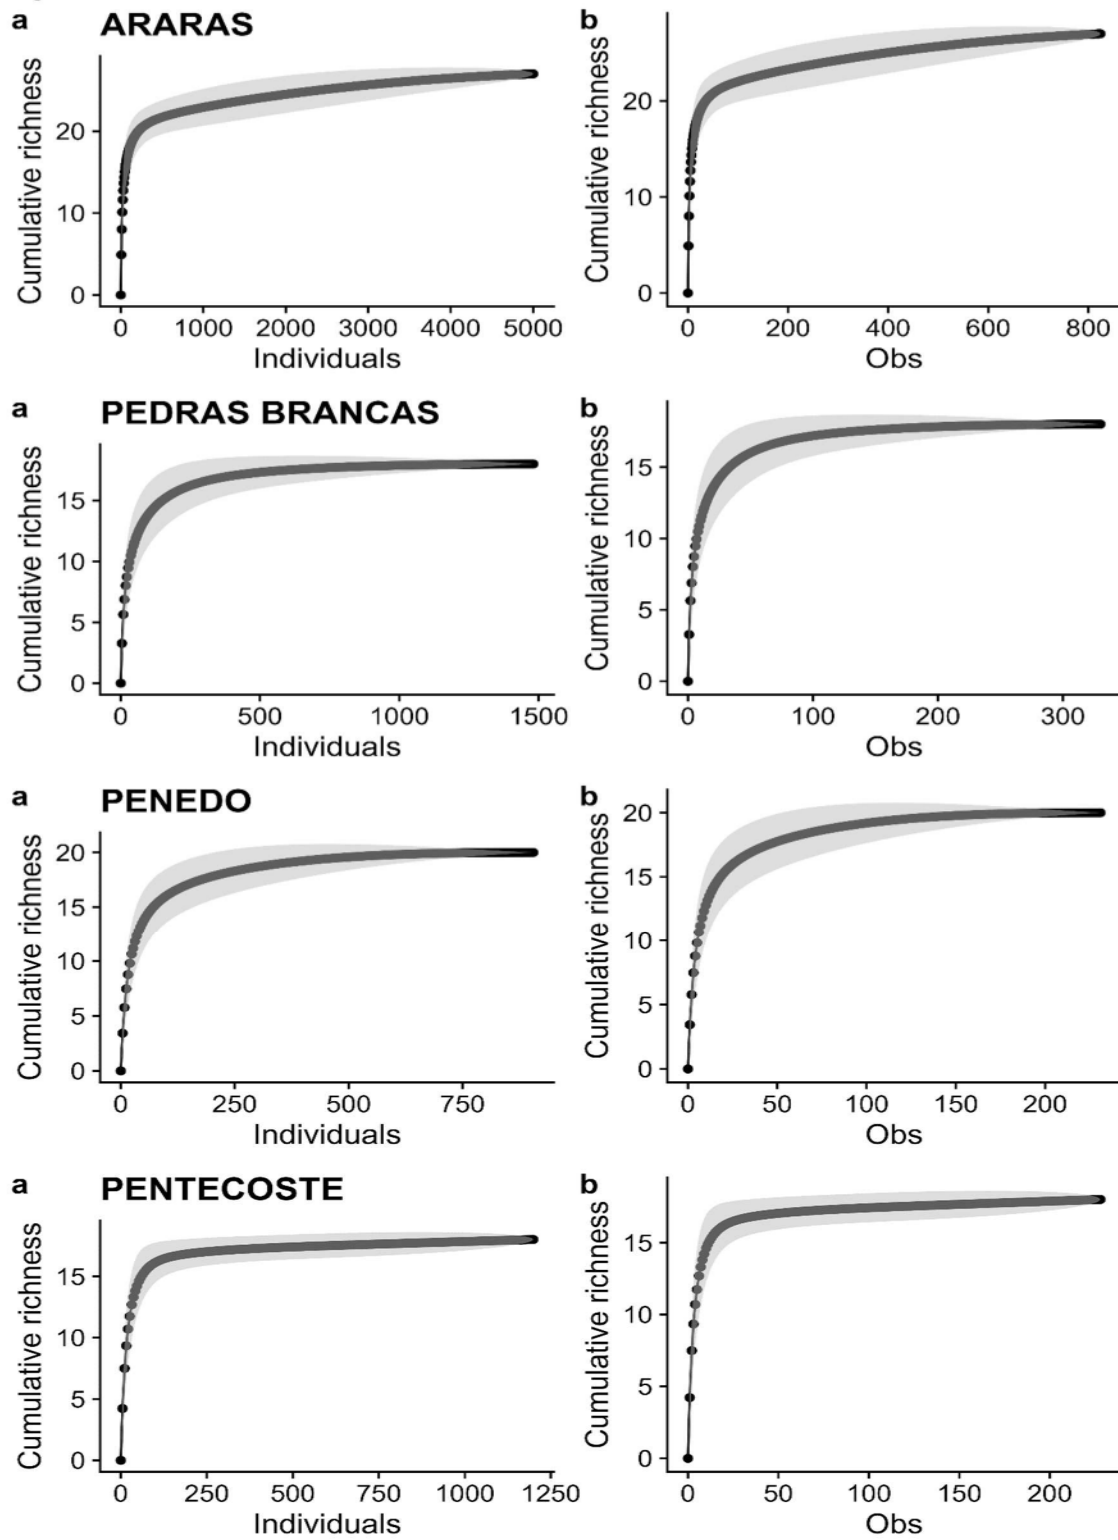 a ARARAS
Cumulative richness
20
10
0
0 1000 2000 3000 4000 5000
Individuals
b
Cumulative richness
20
10
0
0 200 400 600 800
Obs
a PEDRAS BRANCAS
Cumulative richness
15
10
5
0
0 500 1000 1500
Individuals
b
Cumulative richness
15
10
5
0
0 100 200 300
Obs
a PENEDO
Cumulative richness
20
15
10
5
0
0 250 500 750
Individuals
b
Cumulative richness
20
15
10
5
0
0 50 100 150 200
Obs
a PENTECOSTE
Cumulative richness
15
10
5
0
0 250 500 750 1000 1250
Individuals
b
Cumulative richness
15
10
5
0
0 50 100 150 200
Obs